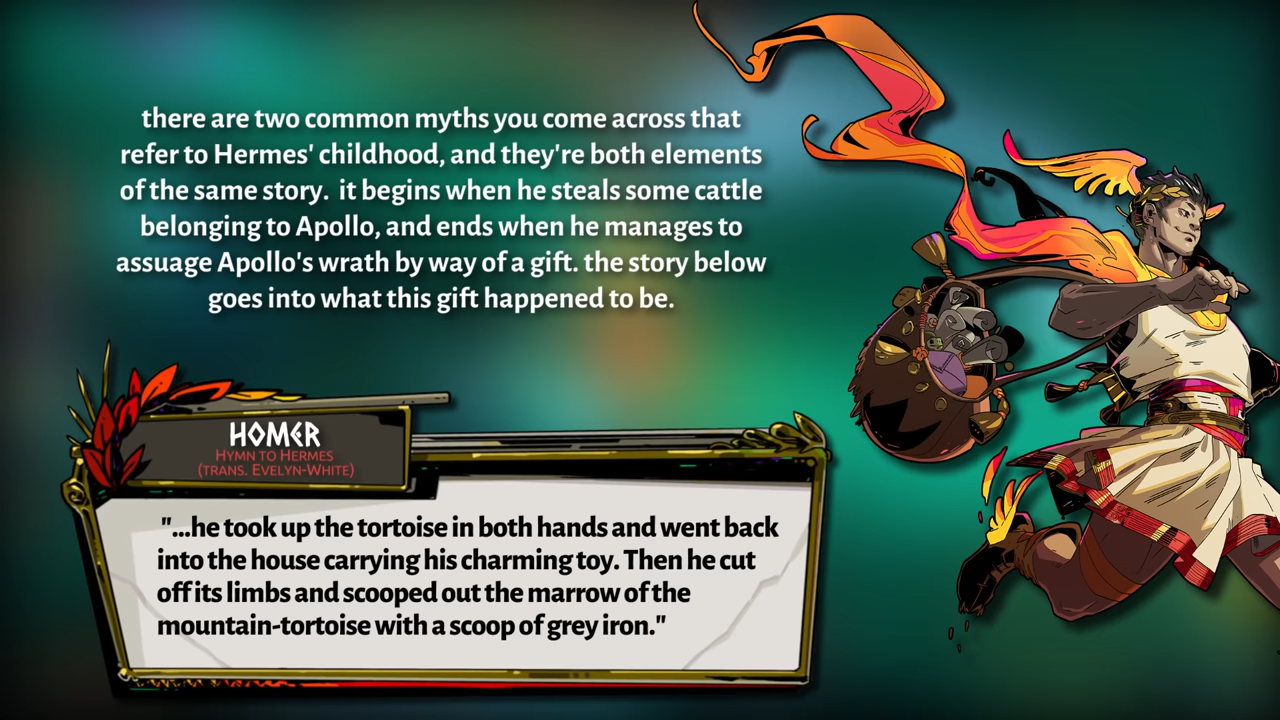 there are two common myths you come across that
refer to Hermes' childhood, and they're both elements
of the same story.  it begins when he steals some cattle
belonging to Apollo, and ends when he manages to
assuage Apollo's wrath by way of a gift. the story below
goes into what this gift happened to be.
HOMER
HYMN TO HERMES
(TRANS. EVELYN-WHITE)
"...he took up the tortoise in both hands and went back
into the house carrying his charming toy. Then he cut
off its limbs and scooped out the marrow of the
mountain-tortoise with a scoop of grey iron."